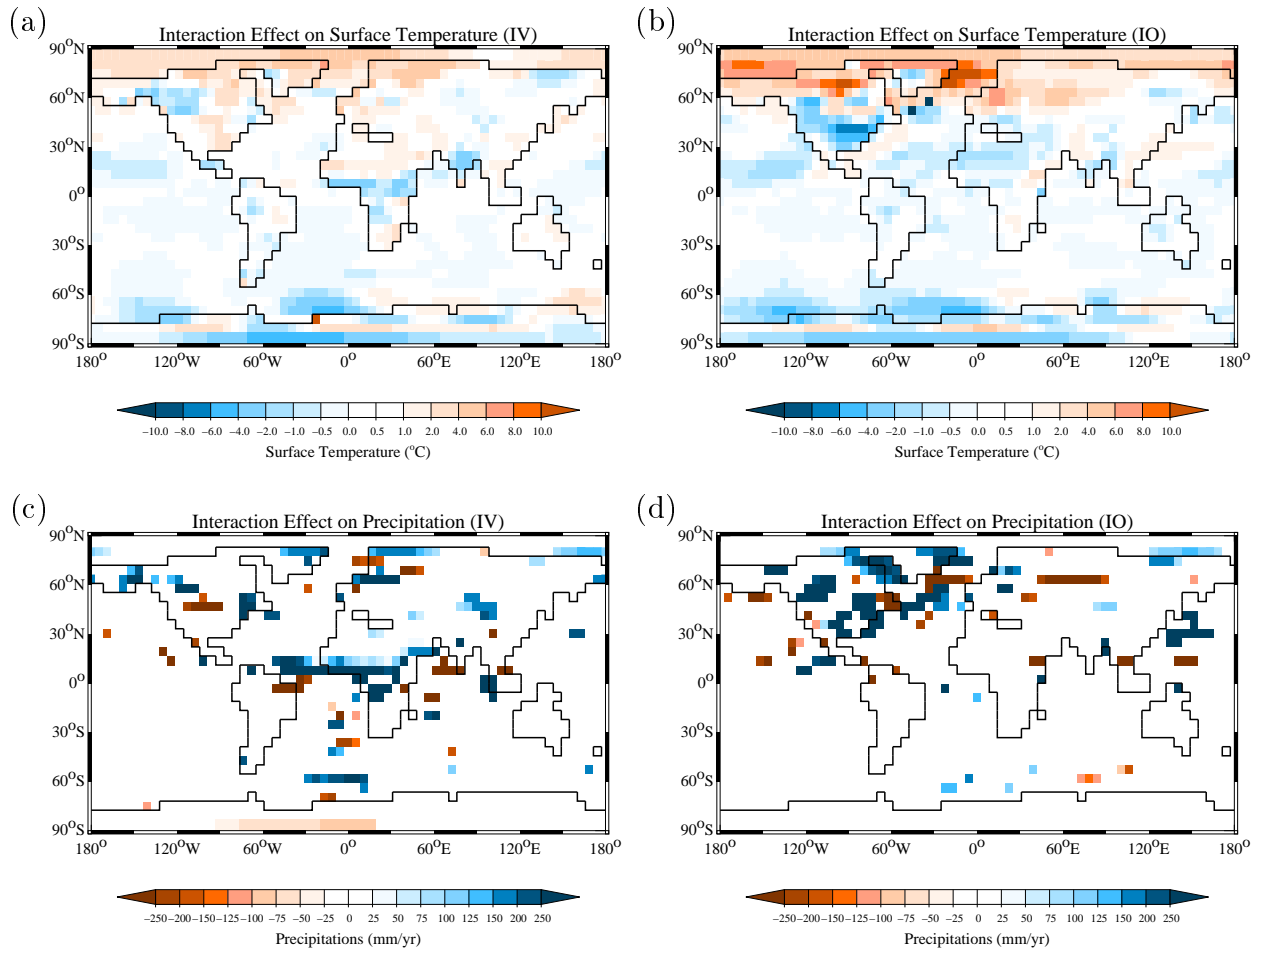 (a)
Interaction Effect on Surface Temperature (IV)
90°N
60°N
30°N
0°
30°S
60°S
90°S
180° 120°W 60°W 0° 60°E 120°E 180°
−10.0 −8.0 −6.0 −4.0 −2.0 −1.0 −0.5 0.0 0.5 1.0 2.0 4.0 6.0 8.0 10.0
Surface Temperature (°C)
(b)
Interaction Effect on Surface Temperature (IO)
90°N
60°N
30°N
0°
30°S
60°S
90°S
180° 120°W 60°W 0° 60°E 120°E 180°
−10.0 −8.0 −6.0 −4.0 −2.0 −1.0 −0.5 0.0 0.5 1.0 2.0 4.0 6.0 8.0 10.0
Surface Temperature (°C)
(c)
Interaction Effect on Precipitation (IV)
90°N
60°N
30°N
0°
30°S
60°S
90°S
180° 120°W 60°W 0° 60°E 120°E 180°
−250 −200 −150 −125 −100 −75 −50 −25 0 25 50 75 100 125 150 200 250
Precipitations (mm/yr)
(d)
Interaction Effect on Precipitation (IO)
90°N
60°N
30°N
0°
30°S
60°S
90°S
180° 120°W 60°W 0° 60°E 120°E 180°
−250 −200 −150 −125 −100 −75 −50 −25 0 25 50 75 100 125 150 200 250
Precipitations (mm/yr)